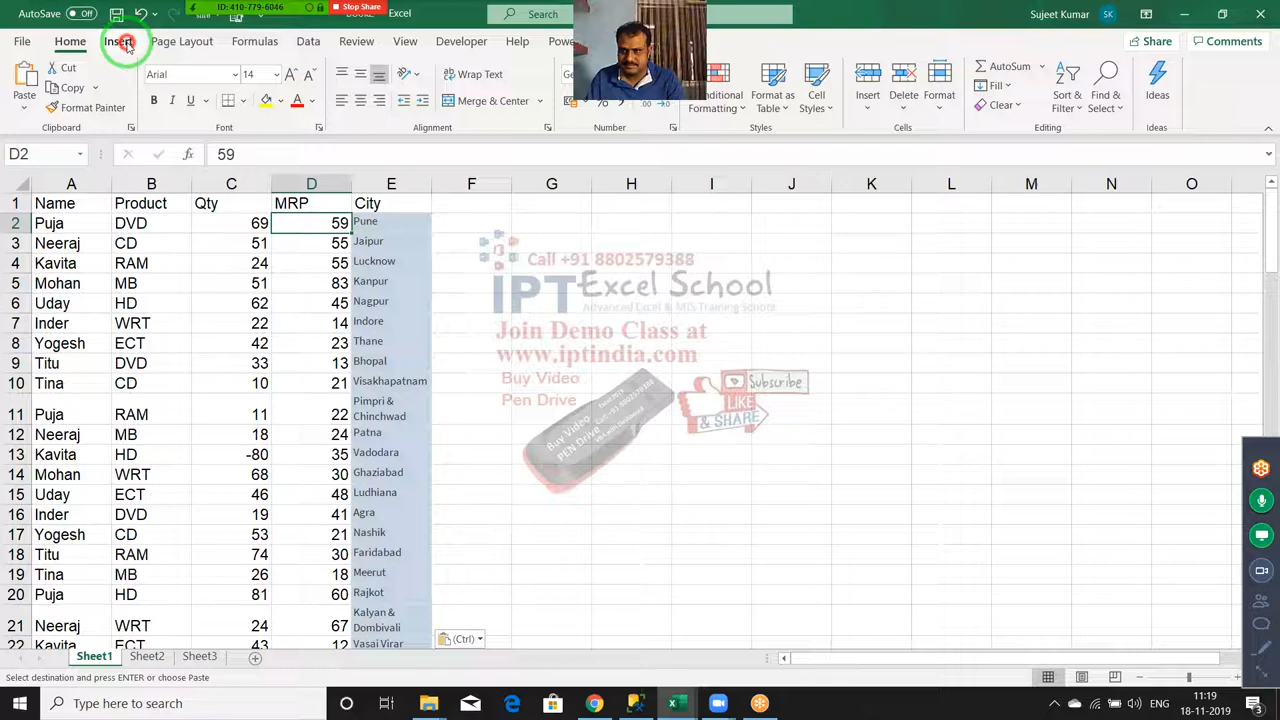 AutoSave Off Excel Search Sujeet Kumar SK
ID: 410-779-6046 Stop Share
File Home Insert Page Layout Formulas Data Review View Developer Help Share Comments
Paste Cut Copy Format Painter Clipboard
Arial 14 B I U A Font
Wrap Text Merge & Center Alignment
Number
Formatting Format as Table Cell Styles Styles
Insert Delete Format Cells
AutoSum Fill Clear Sort & Filter Find & Select Editing
Ideas Ideas
D2 fx 59
A B C D E F G H I J K L M N O
1 Name Product Qty MRP City
2 Puja DVD 69 59 Pune
3 Neeraj CD 51 55 Jaipur
4 Kavita RAM 24 55 Lucknow
5 Mohan MB 51 83 Kanpur
6 Uday HD 62 45 Nagpur
7 Inder WRT 22 14 Indore
8 Yogesh ECT 42 23 Thane
9 Titu DVD 33 13 Bhopal
10 Tina CD 10 21 Visakhapatnam
11 Puja RAM 11 22 Pimpri & Chinchwad
12 Neeraj MB 18 24 Patna
13 Kavita HD -80 35 Vadodara
14 Mohan WRT 68 30 Ghaziabad
15 Uday ECT 46 48 Ludhiana
16 Inder DVD 19 41 Agra
17 Yogesh CD 53 21 Nashik
18 Titu RAM 74 30 Faridabad
19 Tina MB 26 18 Meerut
20 Puja HD 81 60 Rajkot
21 Neeraj WRT 24 67 Kalyan & Dombivali
22 Kavita ECT 43 12 Vasai Virar
(Ctrl)
Call +91 8802579388
IPT Excel School
Advanced Excel & MIS Training School
Join Demo Class at
www.iptindia.com
Buy Video
Pen Drive
Buy Video
PEN Drive
Subscribe
LIKE
& SHARE
Sheet1 Sheet2 Sheet3
Select destination and press ENTER or choose Paste
Type here to search
ENG 11:19
18-11-2019
3